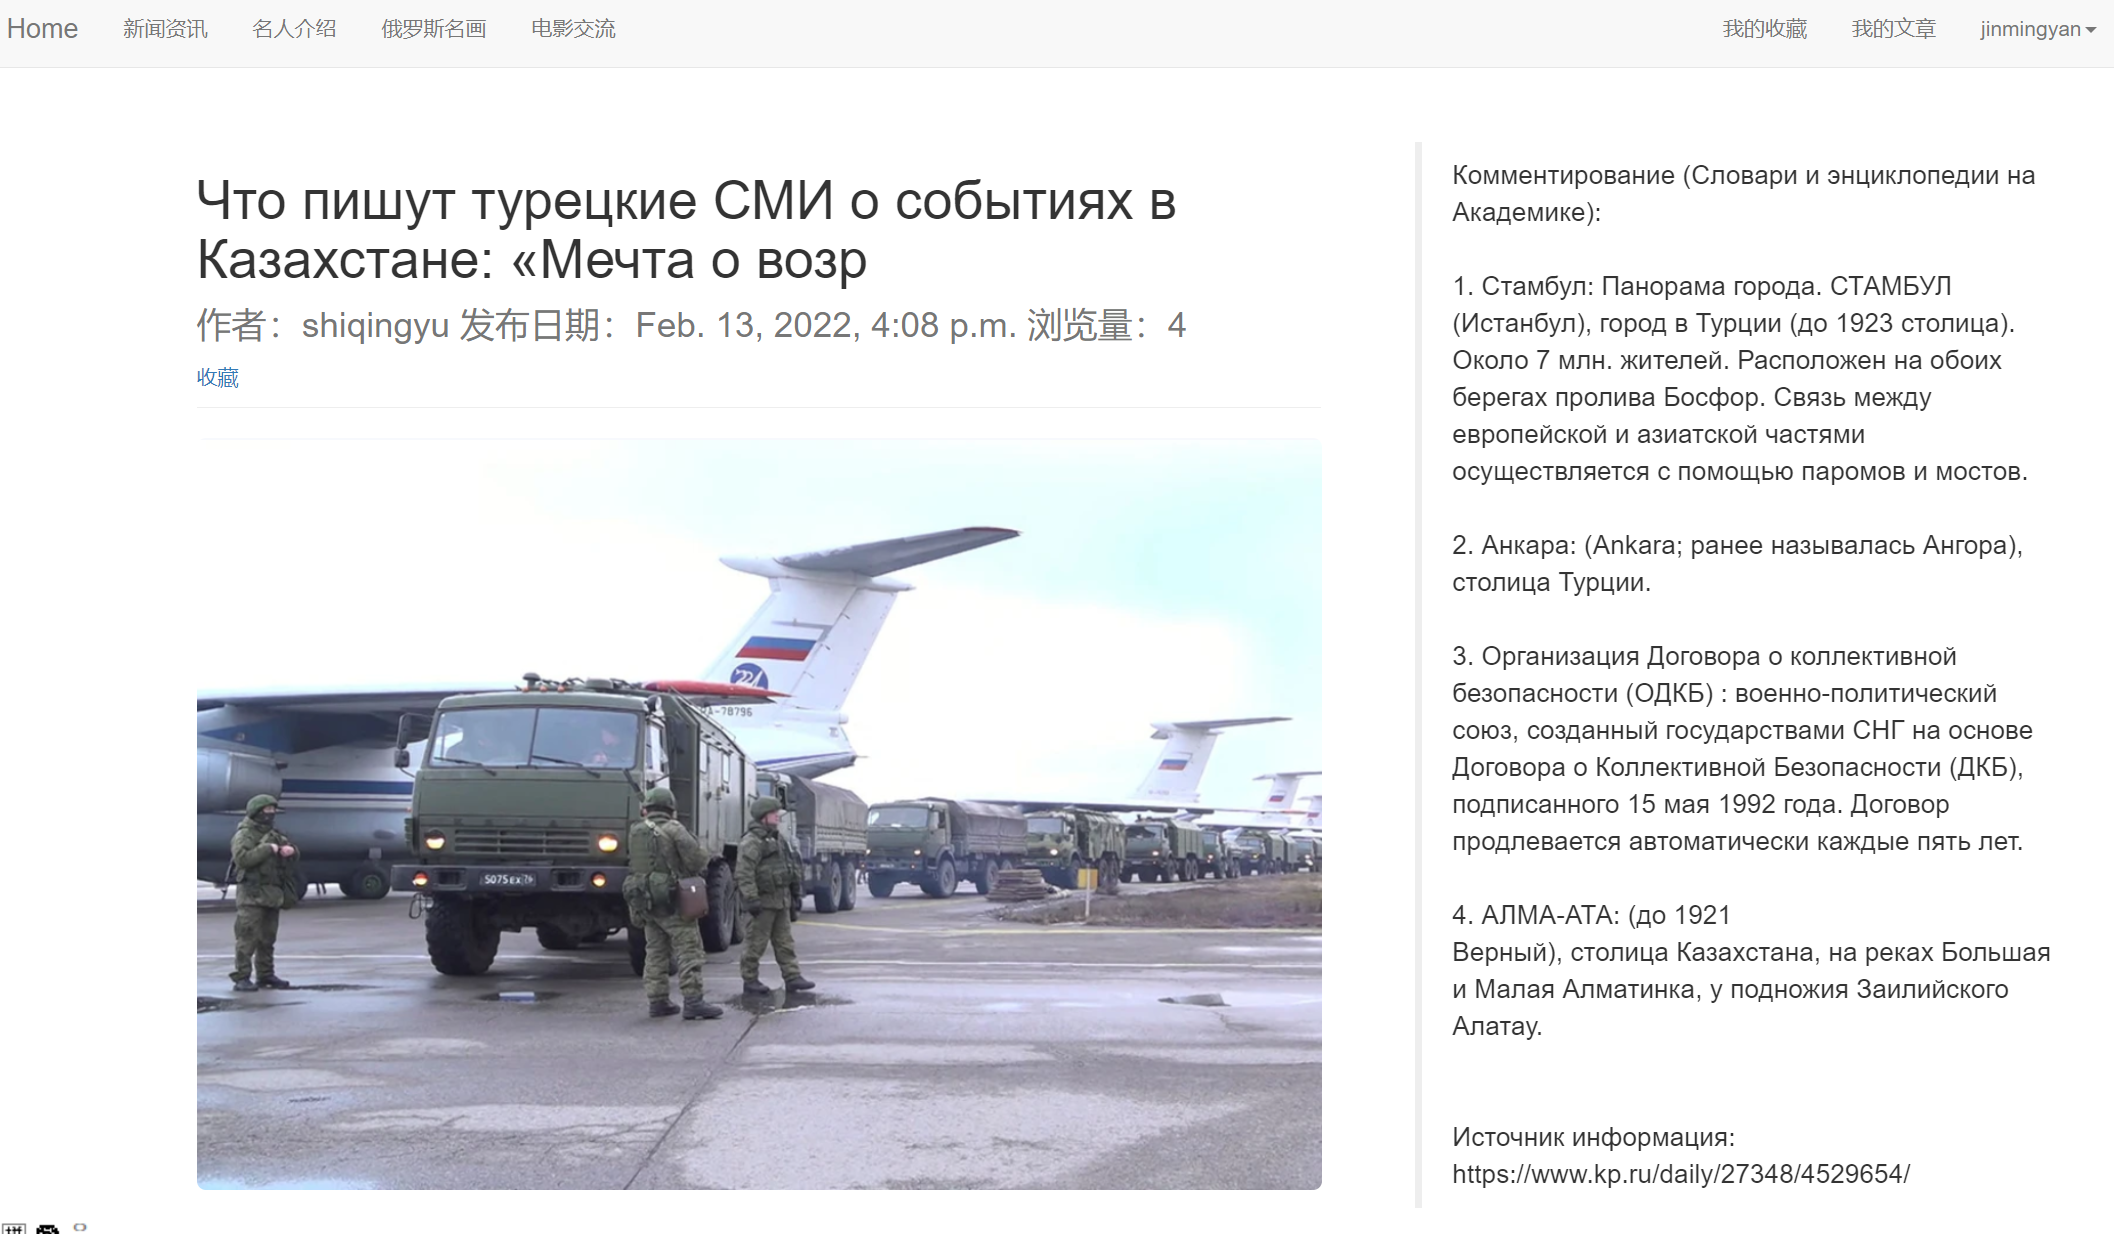 Home 新闻资讯 名人介绍 俄罗斯名画 电影交流 我的收藏 我的文章 jinmingyan
Что пишут турецкие СМИ о событиях в
Казахстане: «Мечта о возр
作者：shiqingyu 发布日期：Feb. 13, 2022, 4:08 p.m. 浏览量：4
收藏
RA-78796
5075EX
Комментирование (Словари и энциклопедии на
Академике):
1. Стамбул: Панорама города. СТАМБУЛ
(Истанбул), город в Турции (до 1923 столица).
Около 7 млн. жителей. Расположен на обоих
берегах пролива Босфор. Связь между
европейской и азиатской частями
осуществляется с помощью паромов и мостов.
2. Анкара: (Ankara; ранее называлась Ангора),
столица Турции.
3. Организация Договора о коллективной
безопасности (ОДКБ) : военно-политический
союз, созданный государствами СНГ на основе
Договора о Коллективной Безопасности (ДКБ),
подписанного 15 мая 1992 года. Договор
продлевается автоматически каждые пять лет.
4. АЛМА-АТА: (до 1921
Верный), столица Казахстана, на реках Большая
и Малая Алматинка, у подножия Заилийского
Алатау.
Источник информация:
https://www.kp.ru/daily/27348/4529654/